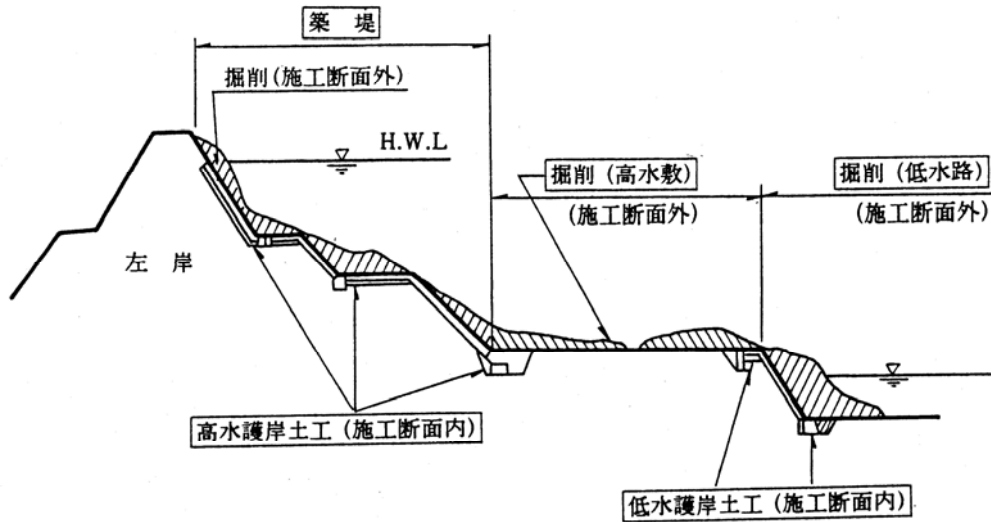 築 堤
掘削(施工断面外)
H.W.L
掘削(高水敷)
(施工断面外)
掘削(低水路)
(施工断面外)
左 岸
高水護岸土工(施工断面内)
低水護岸土工(施工断面内)